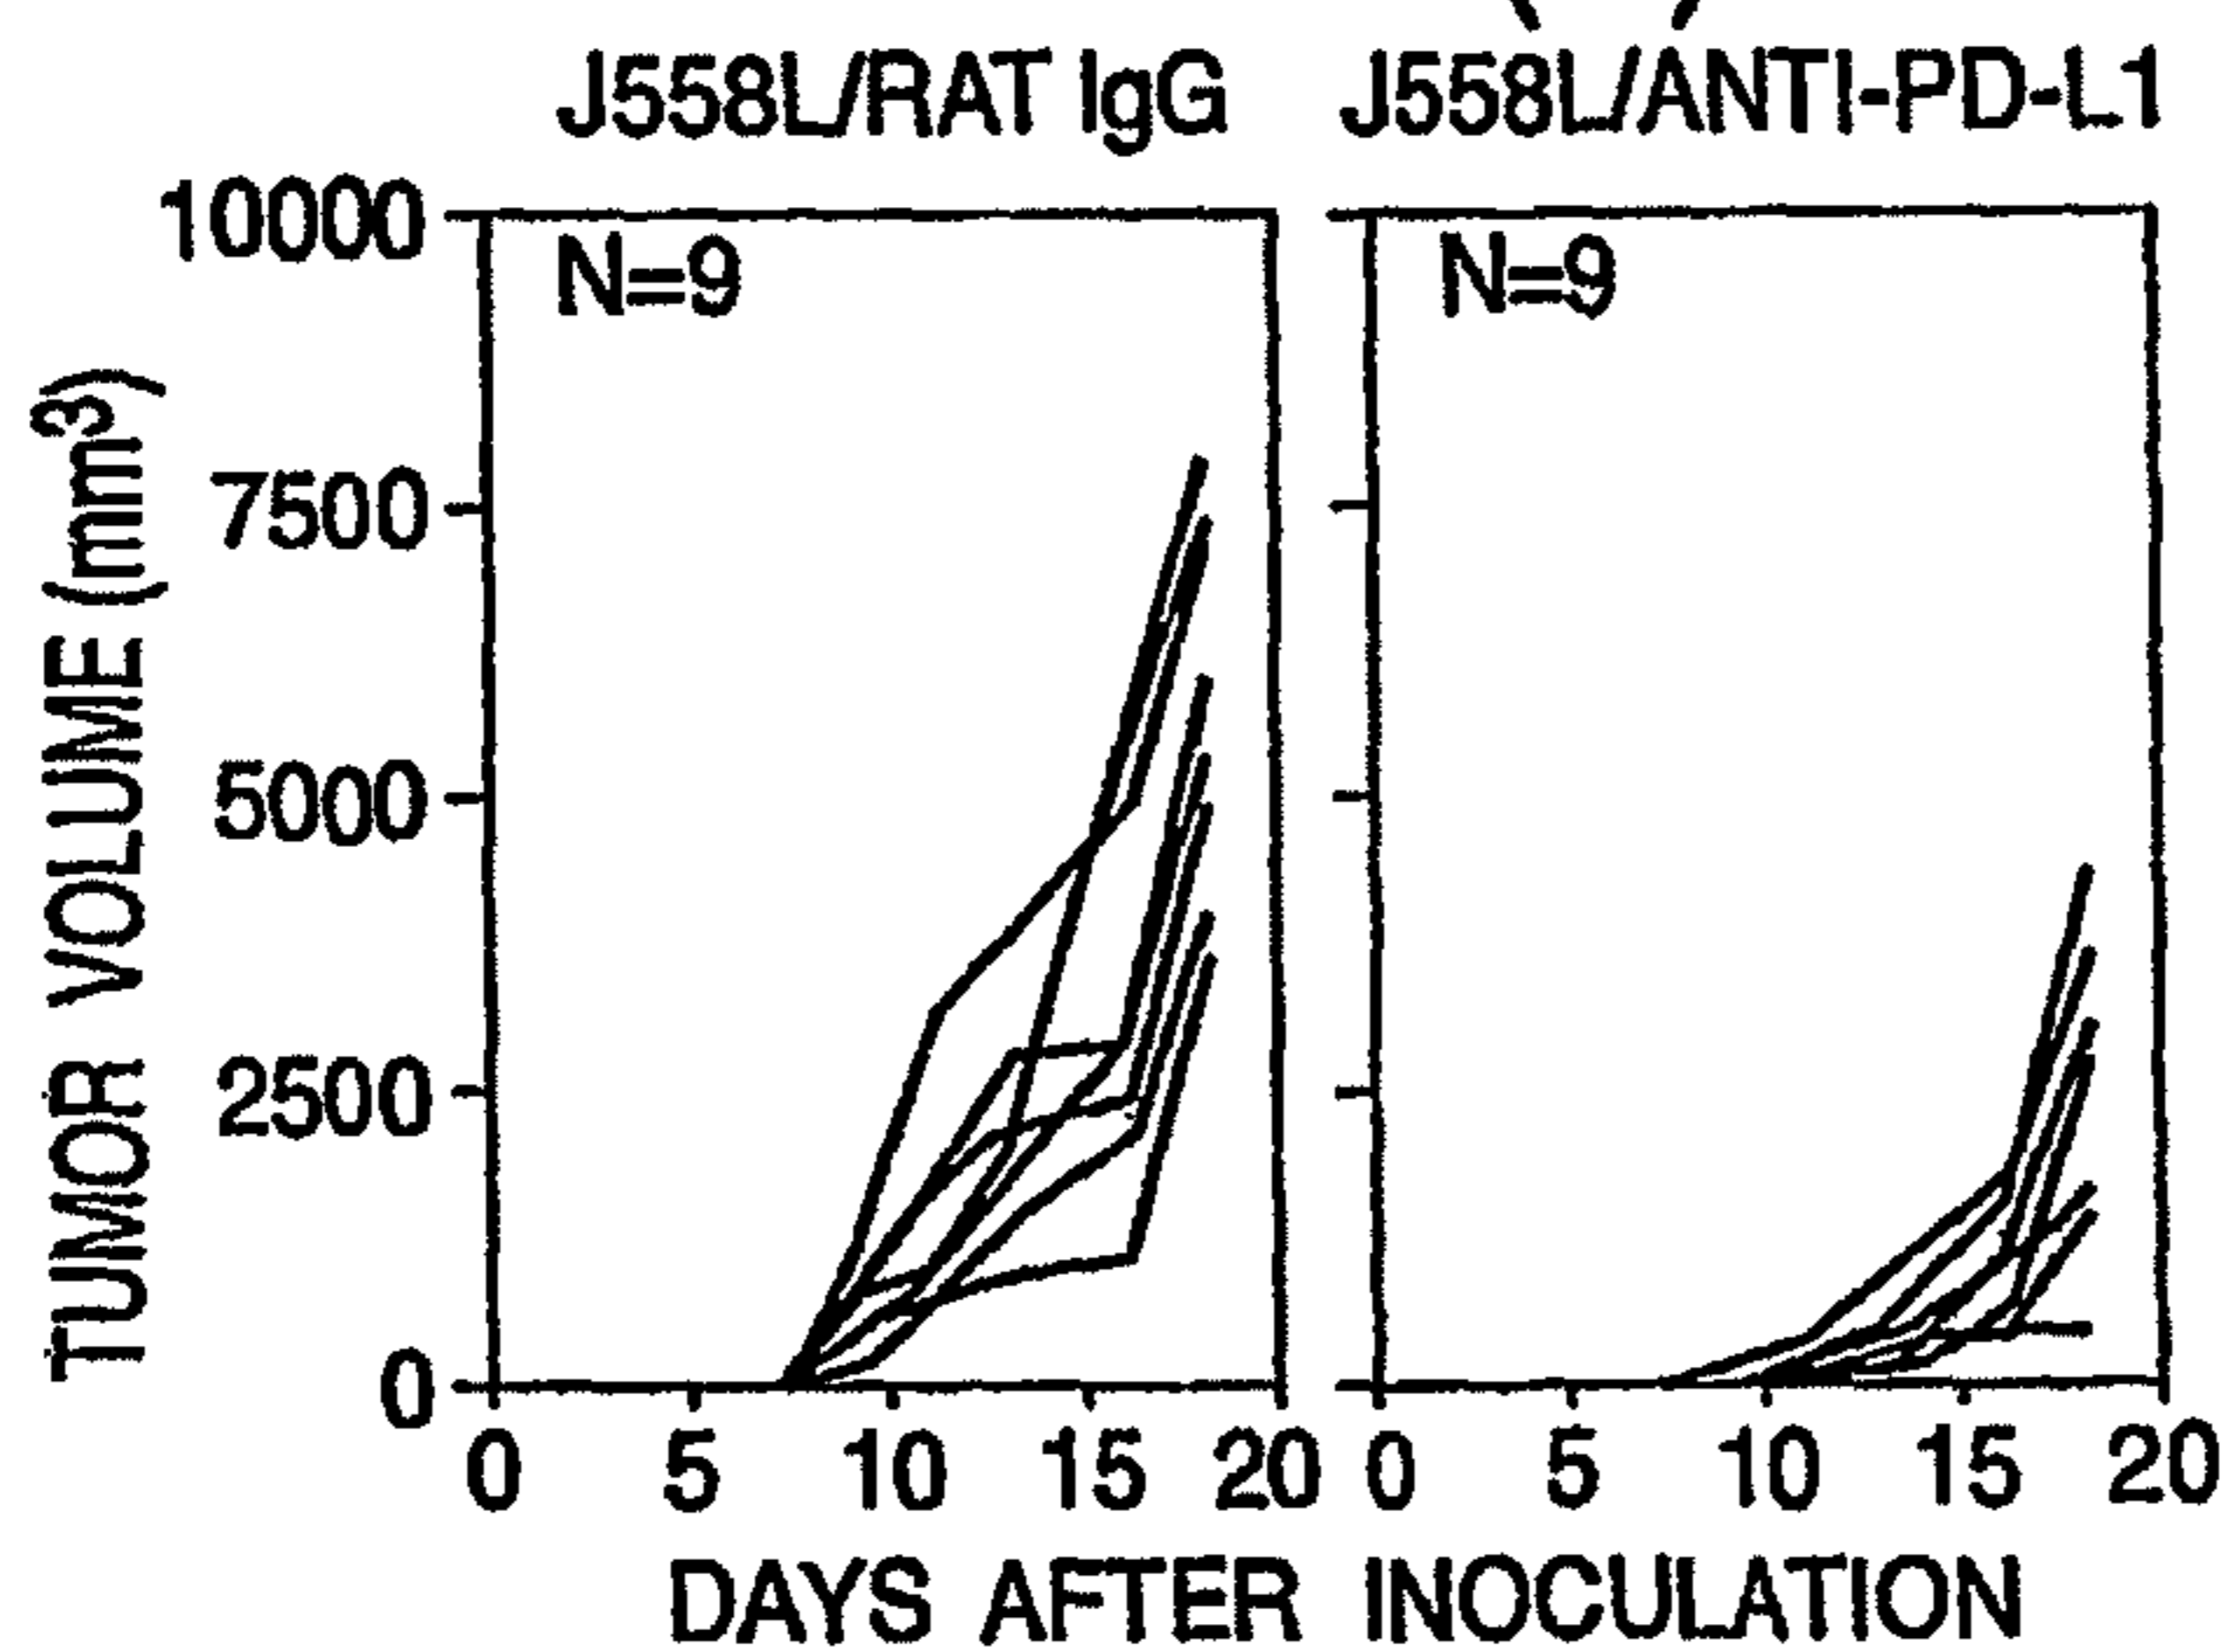 J558L/RAT IgG J558L/ANTI-PD-L1
10000
N=9 N=9
7500
5000
2500
0
TUMOR VOLUME (mm³)
0 5 10 15 20 0 5 10 15 20
DAYS AFTER INOCULATION